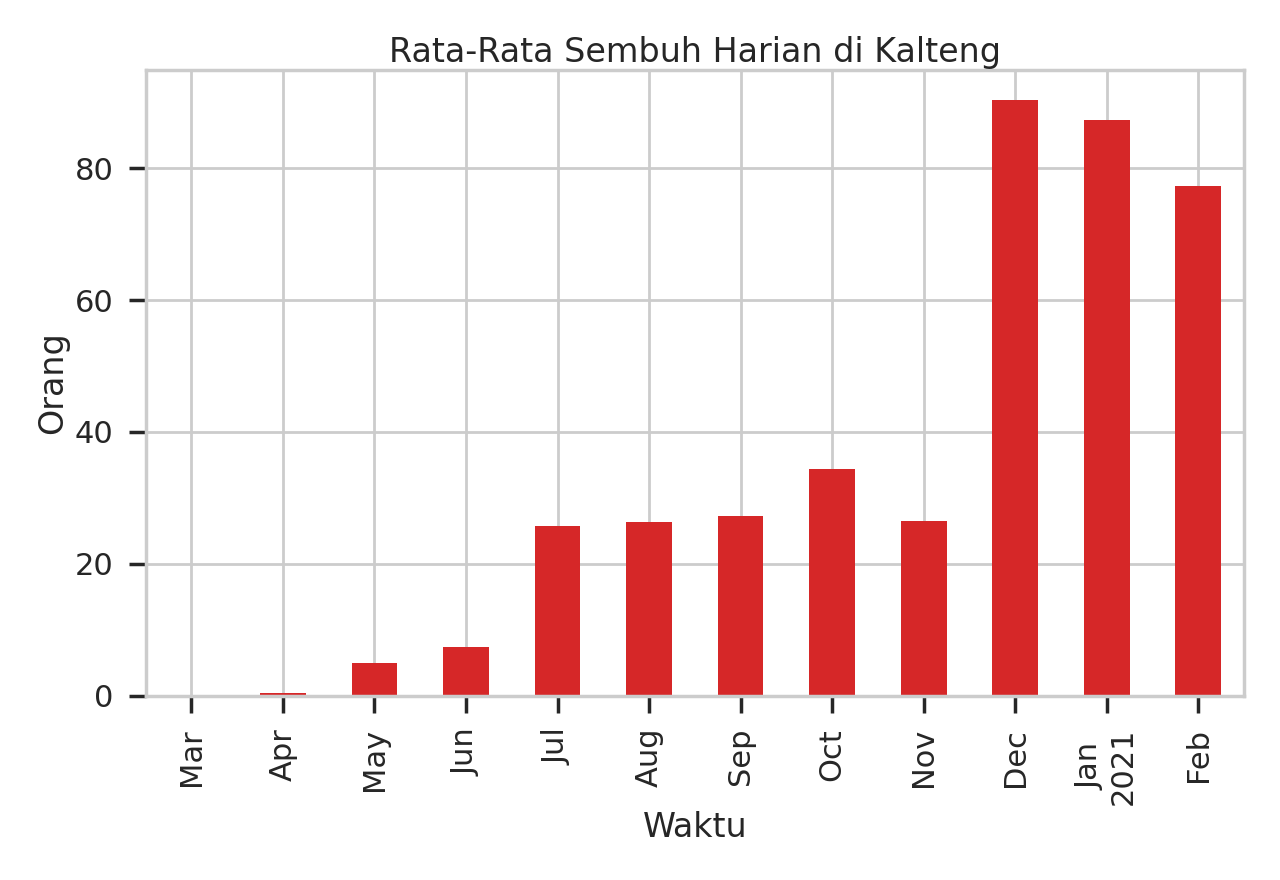 Rata-Rata Sembuh Harian di Kalteng
Orang
80
60
40
20
0
Mar
Apr
May
Jun
Jul
Aug
Sep
Oct
Nov
Dec
Jan
2021
Feb
Waktu